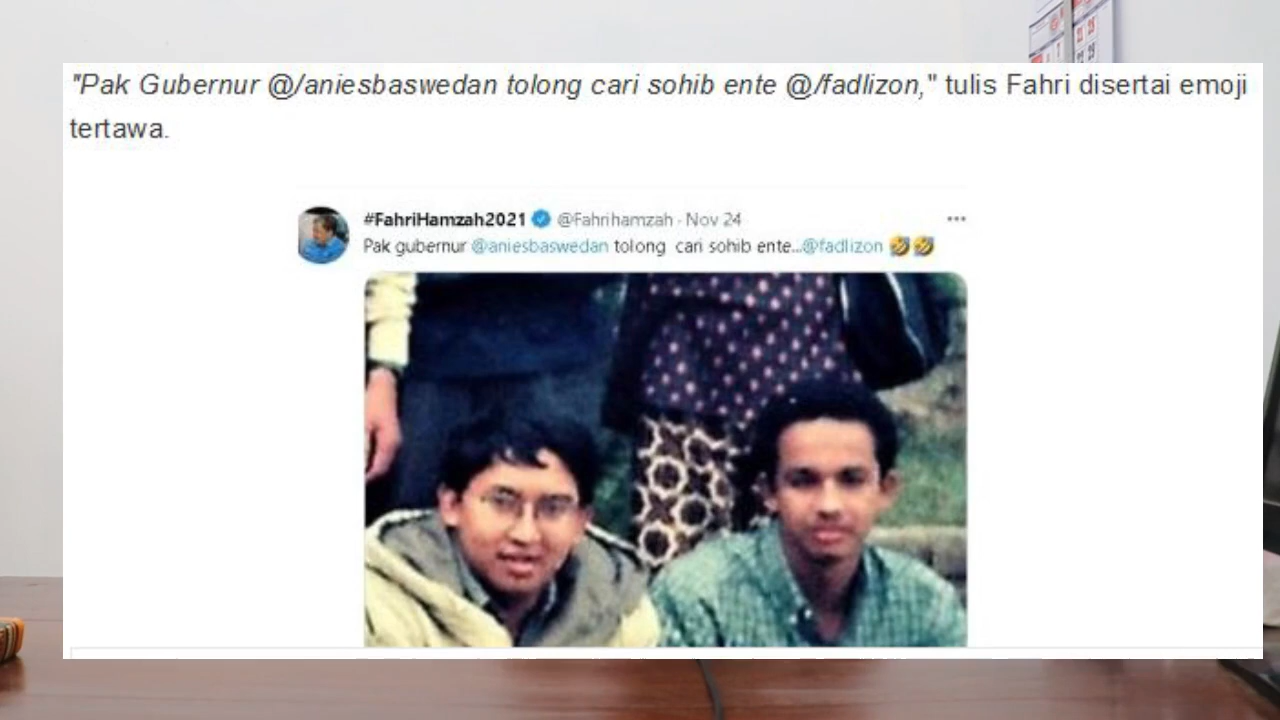 "Pak Gubernur @/aniesbaswedan tolong cari sohib ente @/fadlizon," tulis Fahri disertai emoji
tertawa.
#FahriHamzah2021 @Fahrihamzah · Nov 24
Pak gubernur @aniesbaswedan tolong cari sohib ente...@fadlizon 🤣🤣